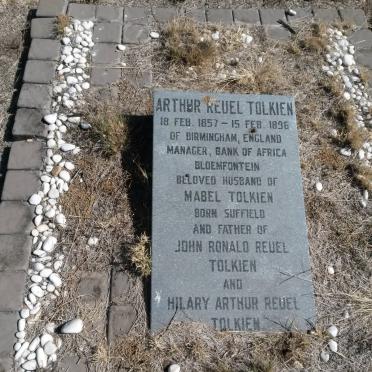 ARTHUR REUEL TOLKIEN
18 FEB. 1857 – 15 FEB. 1896
OF BIRMINGHAM, ENGLAND
MANAGER, BANK OF AFRICA
BLOEMFONTEIN
BELOVED HUSBAND OF
MABEL TOLKIEN
BORN SUFFIELD
AND FATHER OF
JOHN RONALD REUEL
TOLKIEN
AND
HILARY ARTHUR REUEL
TOLKIEN